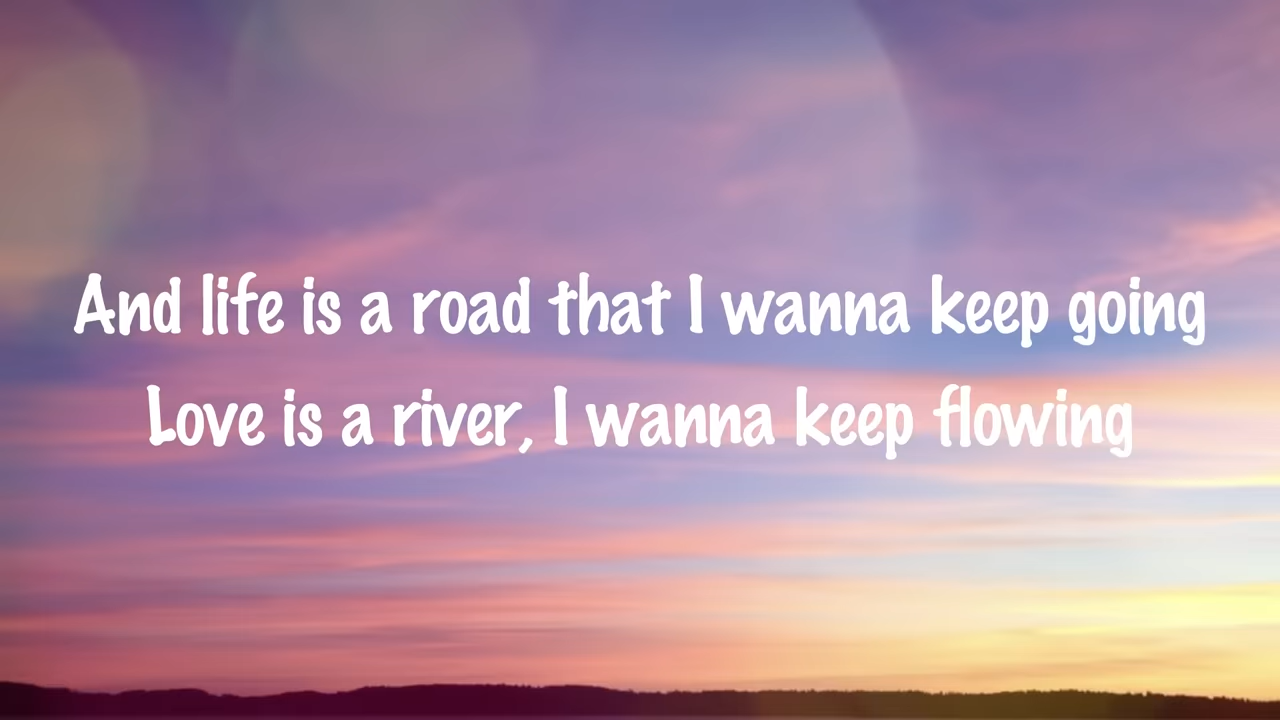 And life is a road that I wanna keep going
Love is a river, I wanna keep flowing